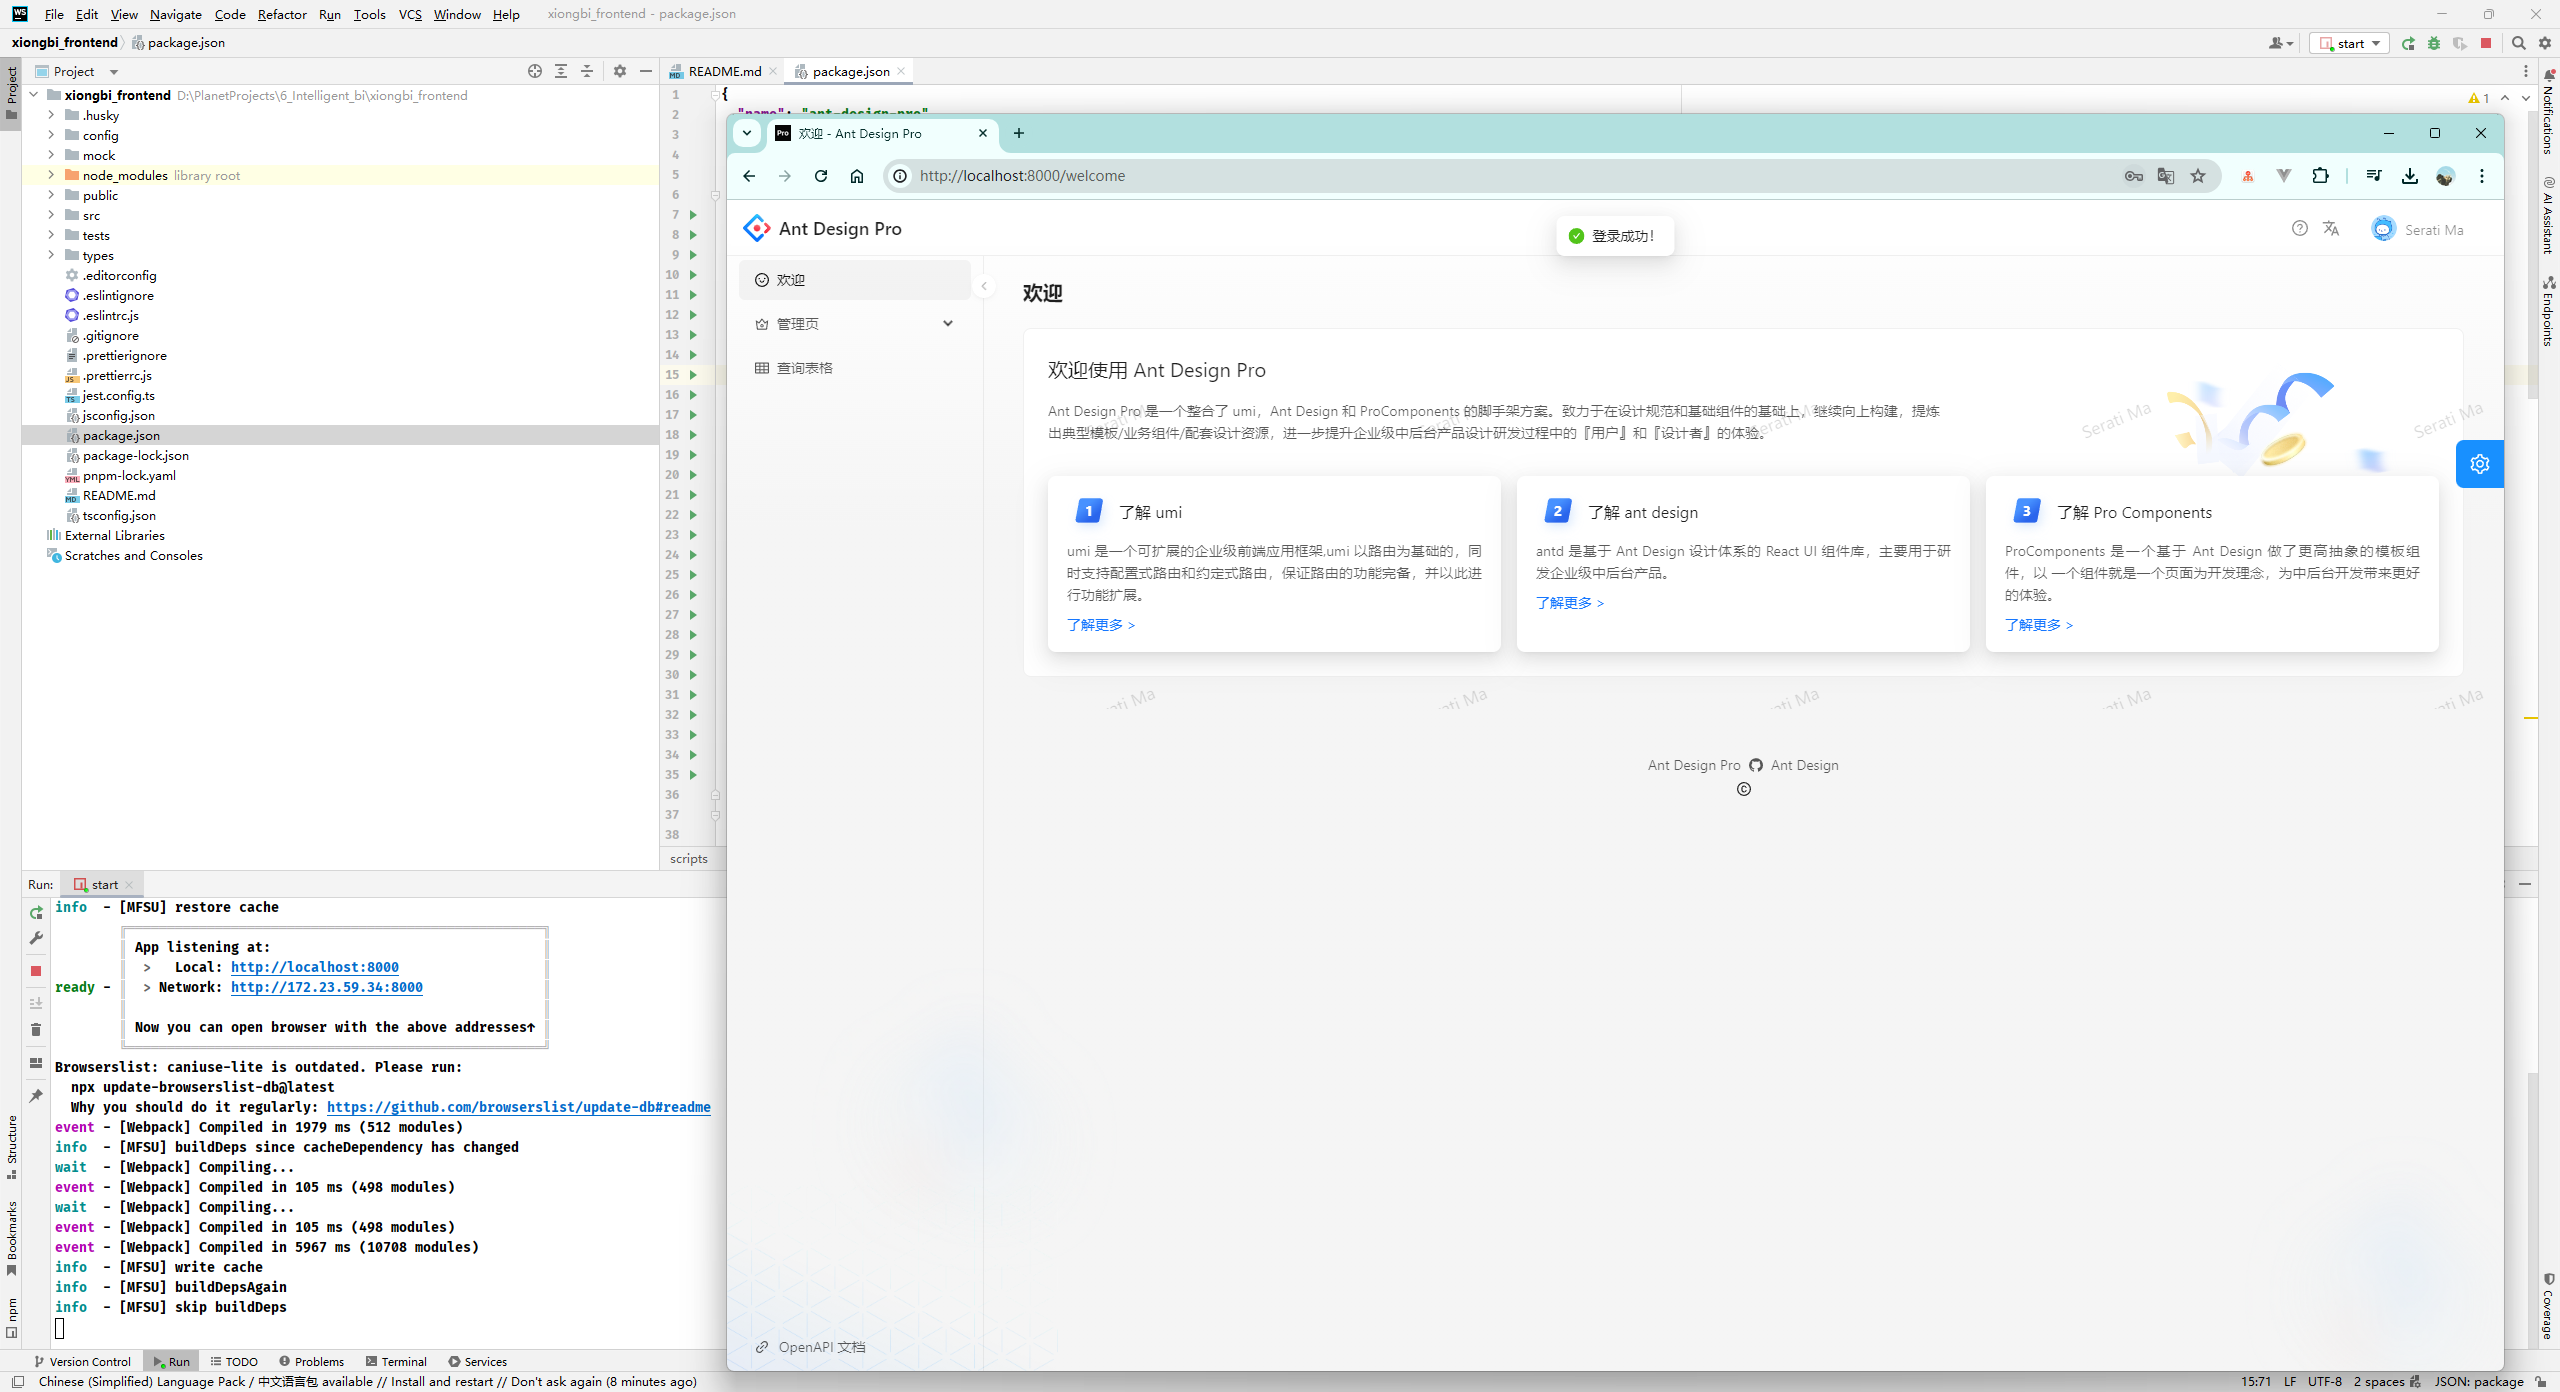 File Edit View Navigate Code Refactor Run Tools VCS Window Help xiongbi_frontend - package.json
xiongbi_frontend package.json
start
Project
README.md
package.json
xiongbi_frontend D:\PlanetProjects\6_Intelligent_bi\xiongbi_frontend
.husky
config
mock
node_modules library root
public
src
tests
types
.editorconfig
.eslintignore
.eslintrc.js
.gitignore
.prettierignore
.prettierrc.js
jest.config.ts
jsconfig.json
package.json
package-lock.json
pnpm-lock.yaml
README.md
tsconfig.json
External Libraries
Scratches and Consoles
Project
Structure
Bookmarks
npm
1 {
2 "name": "ant-design-pro"
3
4
5
6
7
8
9
10
11
12
13
14
15
16
17
18
19
20
21
22
23
24
25
26
27
28
29
30
31
32
33
34
35
36
37
38
scripts
1
Notifications
AI Assistant
Endpoints
Coverage
Pro 欢迎 - Ant Design Pro
http://localhost:8000/welcome
Ant Design Pro
登录成功！
Serati Ma
欢迎
管理页
查询表格
OpenAPI 文档
欢迎
欢迎使用 Ant Design Pro
Ant Design Pro 是一个整合了 umi，Ant Design 和 ProComponents 的脚手架方案。致力于在设计规范和基础组件的基础上，继续向上构建，提炼
出典型模板/业务组件/配套设计资源，进一步提升企业级中后台产品设计研发过程中的『用户』和『设计者』的体验。
Serati Ma
Serati Ma
1 了解 umi
umi 是一个可扩展的企业级前端应用框架,umi 以路由为基础的，同
时支持配置式路由和约定式路由，保证路由的功能完备，并以此进
行功能扩展。
了解更多 >
2 了解 ant design
antd 是基于 Ant Design 设计体系的 React UI 组件库，主要用于研
发企业级中后台产品。
了解更多 >
3 了解 Pro Components
ProComponents 是一个基于 Ant Design 做了更高抽象的模板组
件，以 一个组件就是一个页面为开发理念，为中后台开发带来更好
的体验。
了解更多 >
Ant Design Pro Ant Design
©
Run: start
info - [MFSU] restore cache
App listening at:
> Local: http://localhost:8000
ready - > Network: http://172.23.59.34:8000
Now you can open browser with the above addresses↑
Browserslist: caniuse-lite is outdated. Please run:
npx update-browserslist-db@latest
Why you should do it regularly: https://github.com/browserslist/update-db#readme
event - [Webpack] Compiled in 1979 ms (512 modules)
info - [MFSU] buildDeps since cacheDependency has changed
wait - [Webpack] Compiling...
event - [Webpack] Compiled in 105 ms (498 modules)
wait - [Webpack] Compiling...
event - [Webpack] Compiled in 105 ms (498 modules)
event - [Webpack] Compiled in 5967 ms (10708 modules)
info - [MFSU] write cache
info - [MFSU] buildDepsAgain
info - [MFSU] skip buildDeps
Version Control Run TODO Problems Terminal Services
Chinese (Simplified) Language Pack / 中文语言包 available // Install and restart // Don't ask again (8 minutes ago)
15:71 LF UTF-8 2 spaces JSON: package